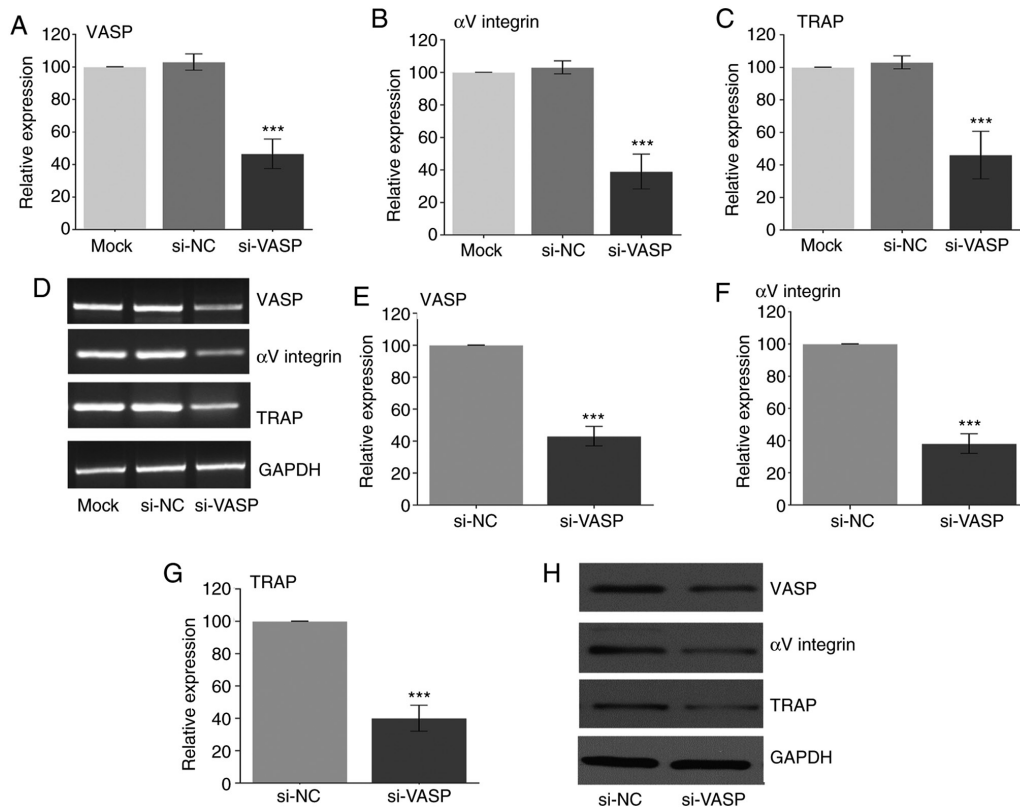 A
VASP
Relative expression
120
100
80
60
40
20
0
***
Mock si-NC si-VASP
B
αV integrin
Relative expression
120
100
80
60
40
20
0
***
Mock si-NC si-VASP
C
TRAP
Relative expression
120
100
80
60
40
20
0
***
Mock si-NC si-VASP
D
VASP
αV integrin
TRAP
GAPDH
Mock si-NC si-VASP
E
VASP
Relative expression
120
100
80
60
40
20
0
***
si-NC si-VASP
F
αV integrin
Relative expression
120
100
80
60
40
20
0
***
si-NC si-VASP
G
TRAP
Relative expression
120
100
80
60
40
20
0
***
si-NC si-VASP
H
VASP
αV integrin
TRAP
GAPDH
si-NC si-VASP